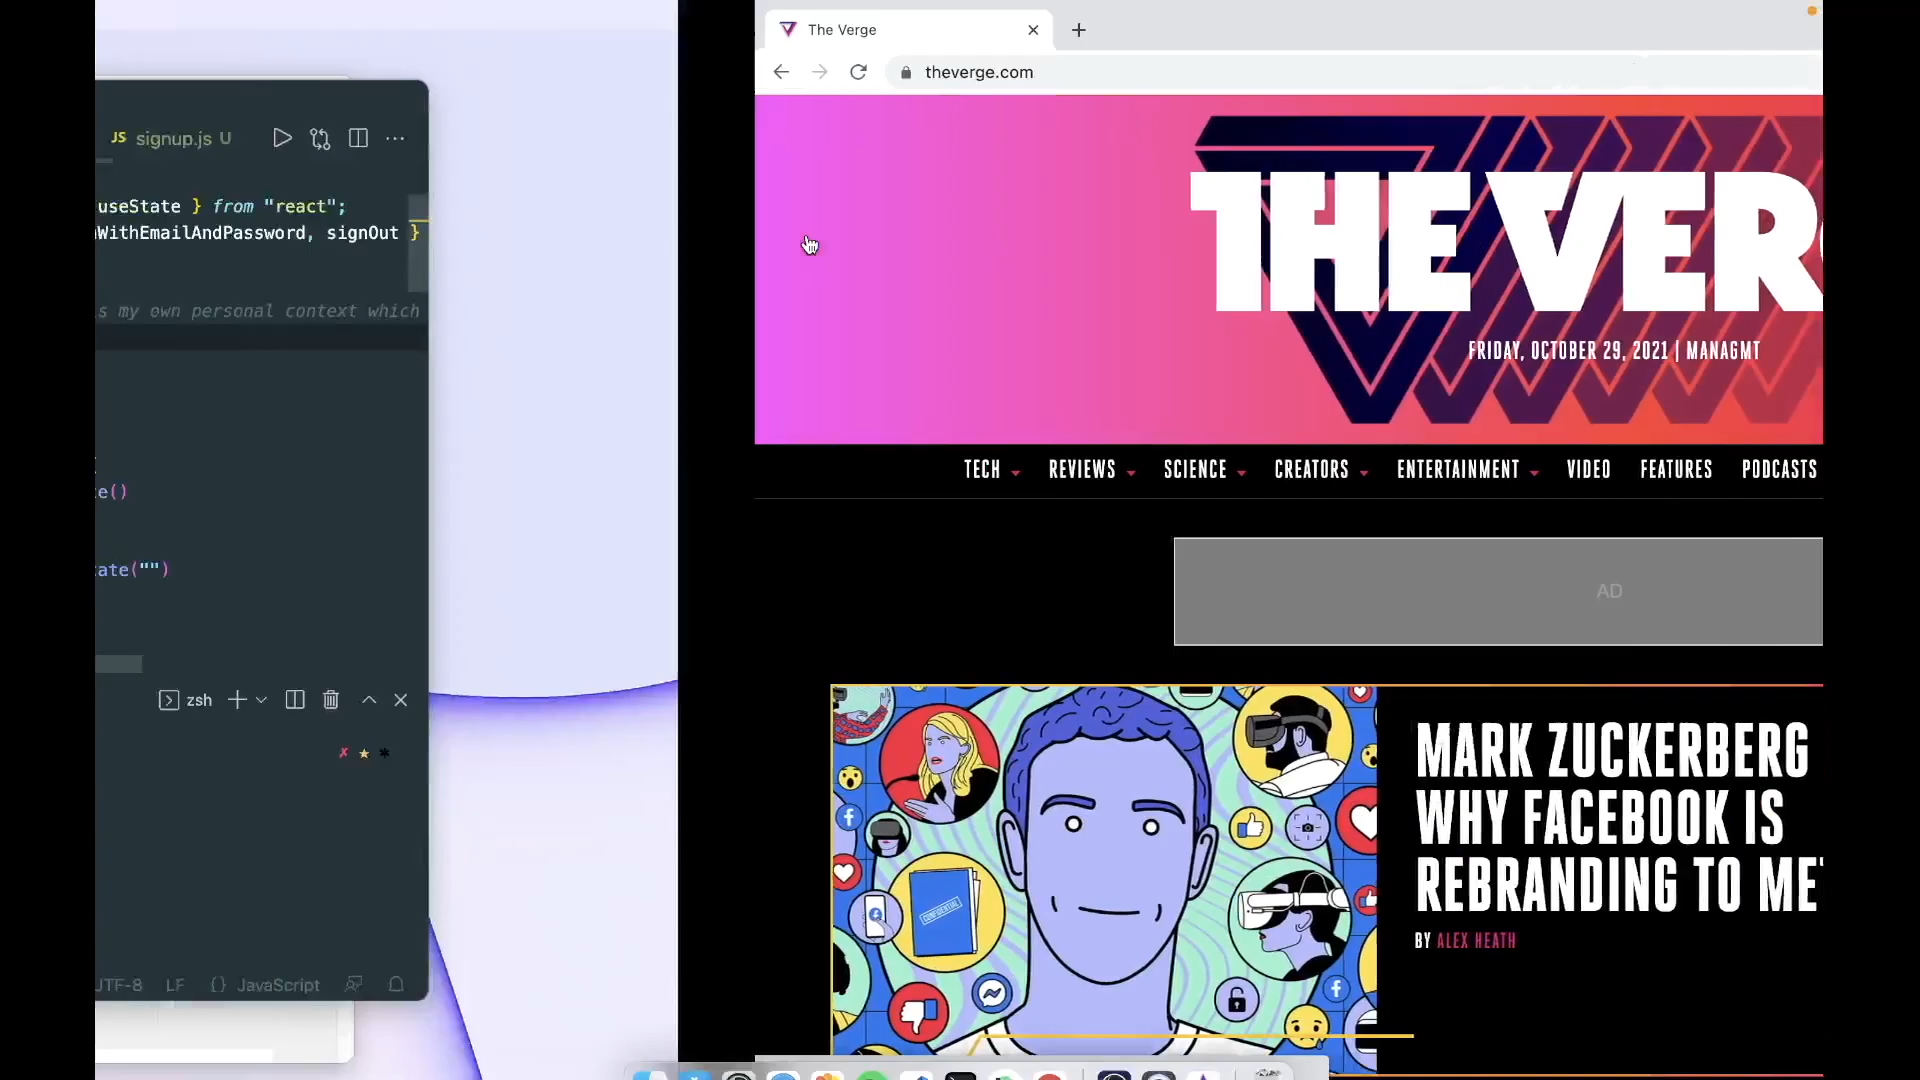 JS signup.js U
useState } from "react";
WithEmailAndPassword, signOut }
s my own personal context which
e()
ate("")
zsh
UTF-8 LF {} JavaScript
The Verge
theverge.com
THE VER
FRIDAY, OCTOBER 29, 2021 | MANAGMT
TECH REVIEWS SCIENCE CREATORS ENTERTAINMENT VIDEO FEATURES PODCASTS
AD
CONFIDENTIAL
MARK ZUCKERBERG
WHY FACEBOOK IS
REBRANDING TO ME
BY ALEX HEATH